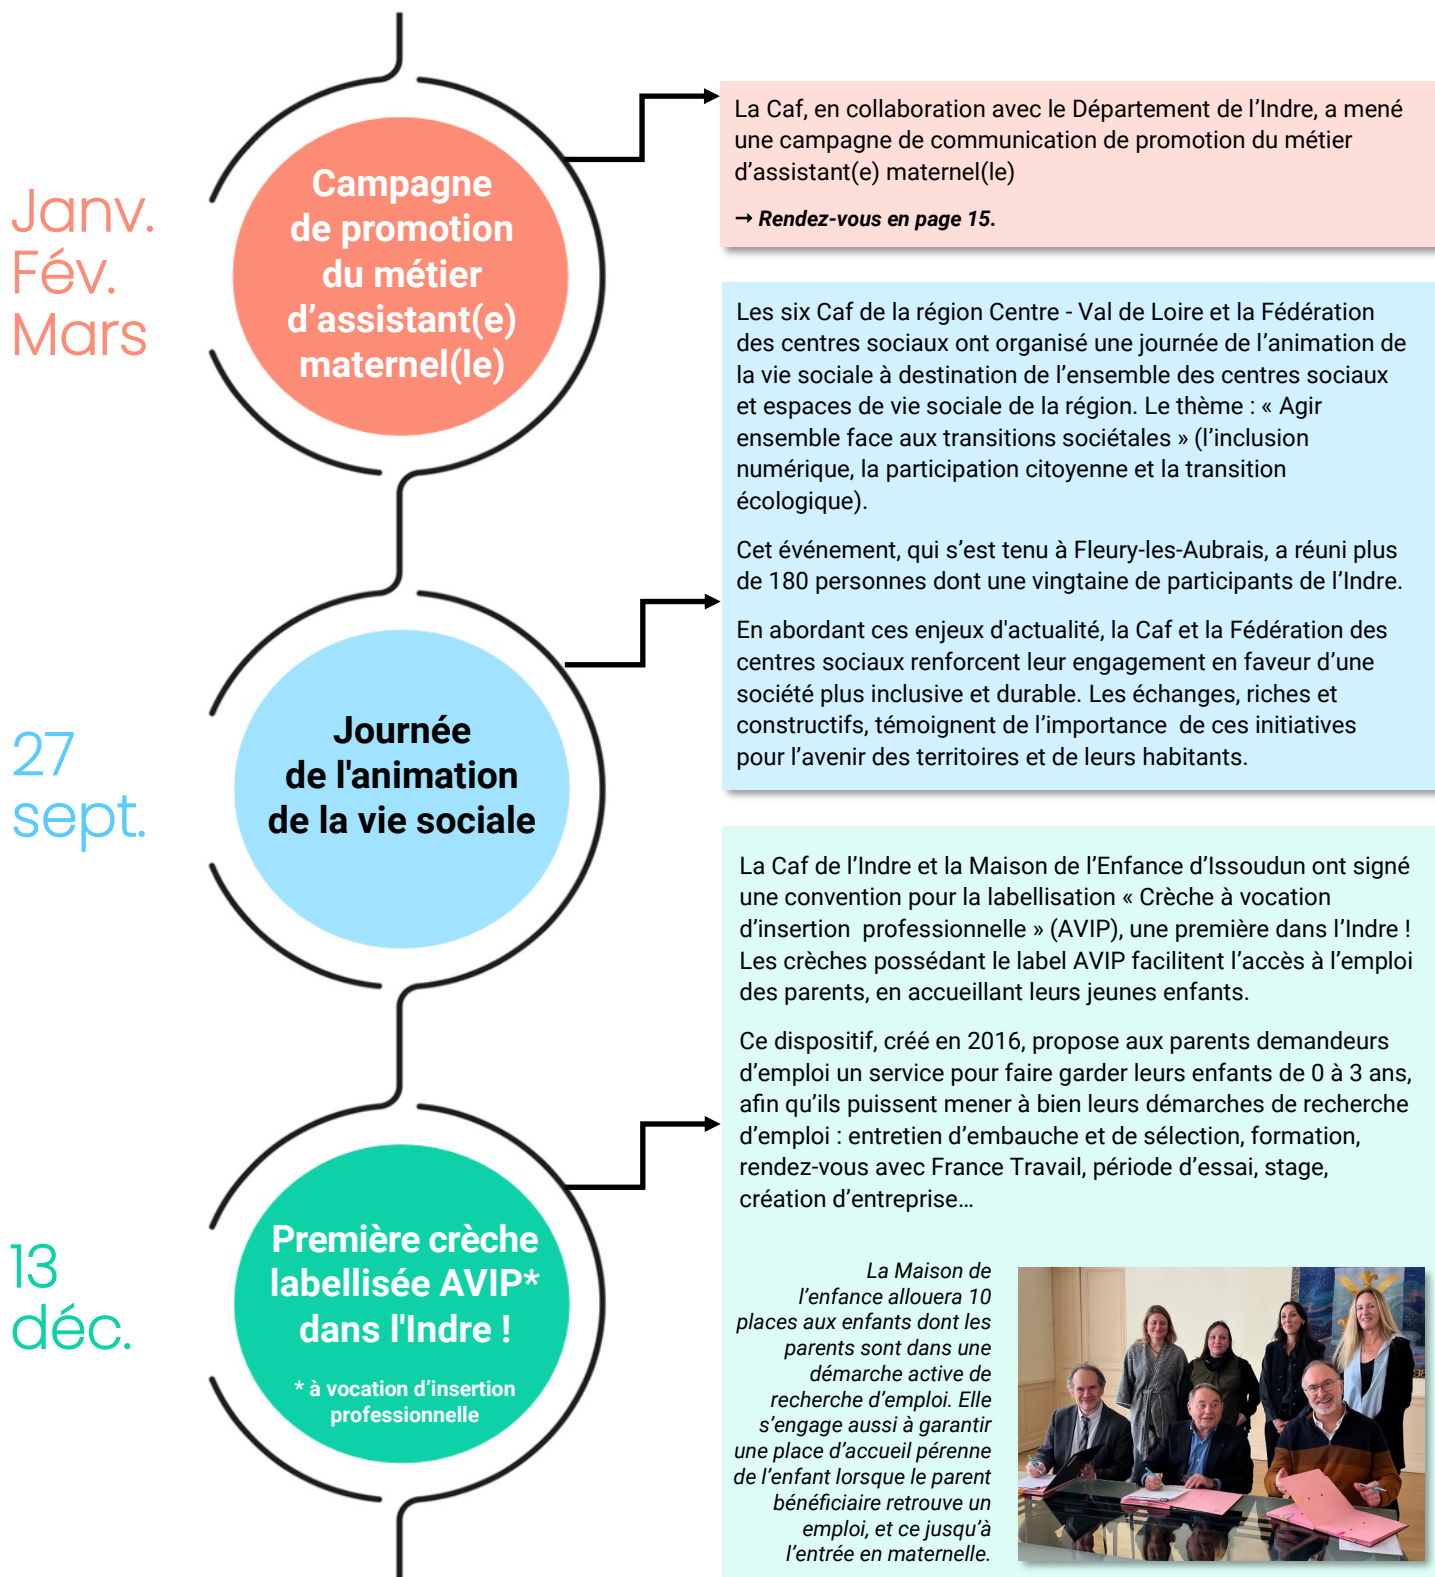 Janv.
Fév.
Mars
Campagne
de promotion
du métier
d’assistant(e)
maternel(le)
La Caf, en collaboration avec le Département de l’Indre, a mené
une campagne de communication de promotion du métier
d’assistant(e) maternel(le)
→ Rendez-vous en page 15.
27
sept.
Journée
de l'animation
de la vie sociale
Les six Caf de la région Centre - Val de Loire et la Fédération
des centres sociaux ont organisé une journée de l’animation de
la vie sociale à destination de l’ensemble des centres sociaux
et espaces de vie sociale de la région. Le thème : « Agir
ensemble face aux transitions sociétales » (l’inclusion
numérique, la participation citoyenne et la transition
écologique).
Cet événement, qui s’est tenu à Fleury-les-Aubrais, a réuni plus
de 180 personnes dont une vingtaine de participants de l’Indre.
En abordant ces enjeux d'actualité, la Caf et la Fédération des
centres sociaux renforcent leur engagement en faveur d’une
société plus inclusive et durable. Les échanges, riches et
constructifs, témoignent de l’importance  de ces initiatives
pour l’avenir des territoires et de leurs habitants.
13
déc.
Première crèche
labellisée AVIP*
dans l'Indre !
* à vocation d’insertion
professionnelle
La Caf de l’Indre et la Maison de l’Enfance d’Issoudun ont signé
une convention pour la labellisation « Crèche à vocation
d’insertion  professionnelle » (AVIP), une première dans l’Indre !
Les crèches possédant le label AVIP facilitent l’accès à l’emploi
des parents, en accueillant leurs jeunes enfants.
Ce dispositif, créé en 2016, propose aux parents demandeurs
d’emploi un service pour faire garder leurs enfants de 0 à 3 ans,
afin qu’ils puissent mener à bien leurs démarches de recherche
d’emploi : entretien d’embauche et de sélection, formation,
rendez-vous avec France Travail, période d’essai, stage,
création d’entreprise…
La Maison de
l’enfance allouera 10
places aux enfants dont les
parents sont dans une
démarche active de
recherche d’emploi. Elle
s’engage aussi à garantir
une place d’accueil pérenne
de l’enfant lorsque le parent
bénéficiaire retrouve un
emploi, et ce jusqu’à
l’entrée en maternelle.